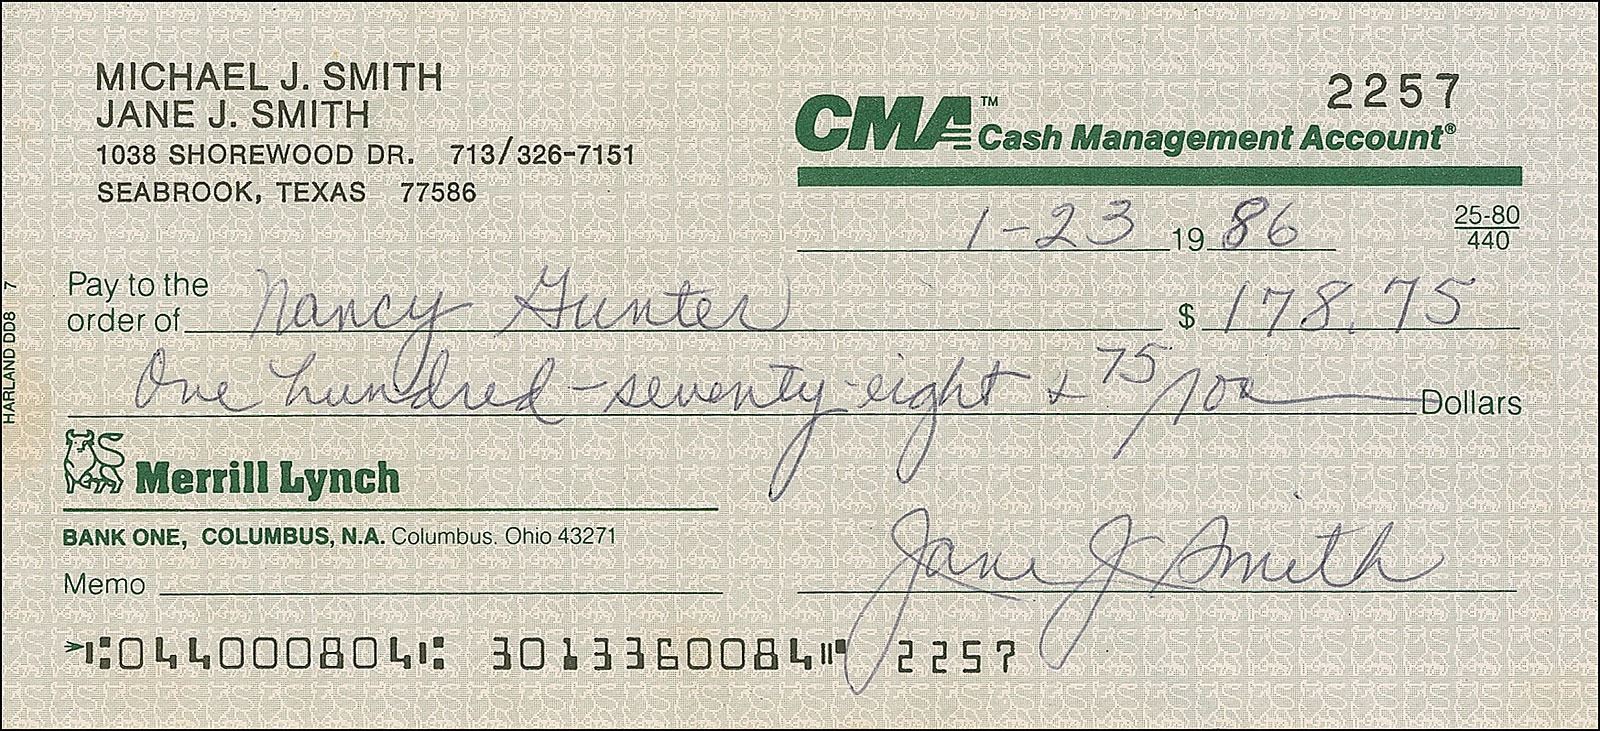 MICHAEL J. SMITH
JANE J. SMITH
1038 SHOREWOOD DR. 713/326-7151
SEABROOK, TEXAS 77586
2257
CMA™ Cash Management Account®
1-23 19 86
25-80
440
Pay to the
order of Nancy Gunter $ 178.75
One hundred-seventy-eight & 75/100 Dollars
HARLAND DD8 7
Merrill Lynch
BANK ONE, COLUMBUS, N.A. Columbus, Ohio 43271
Memo
Jane J Smith
⑆044000804⑆ 3013360084⑈ 2257